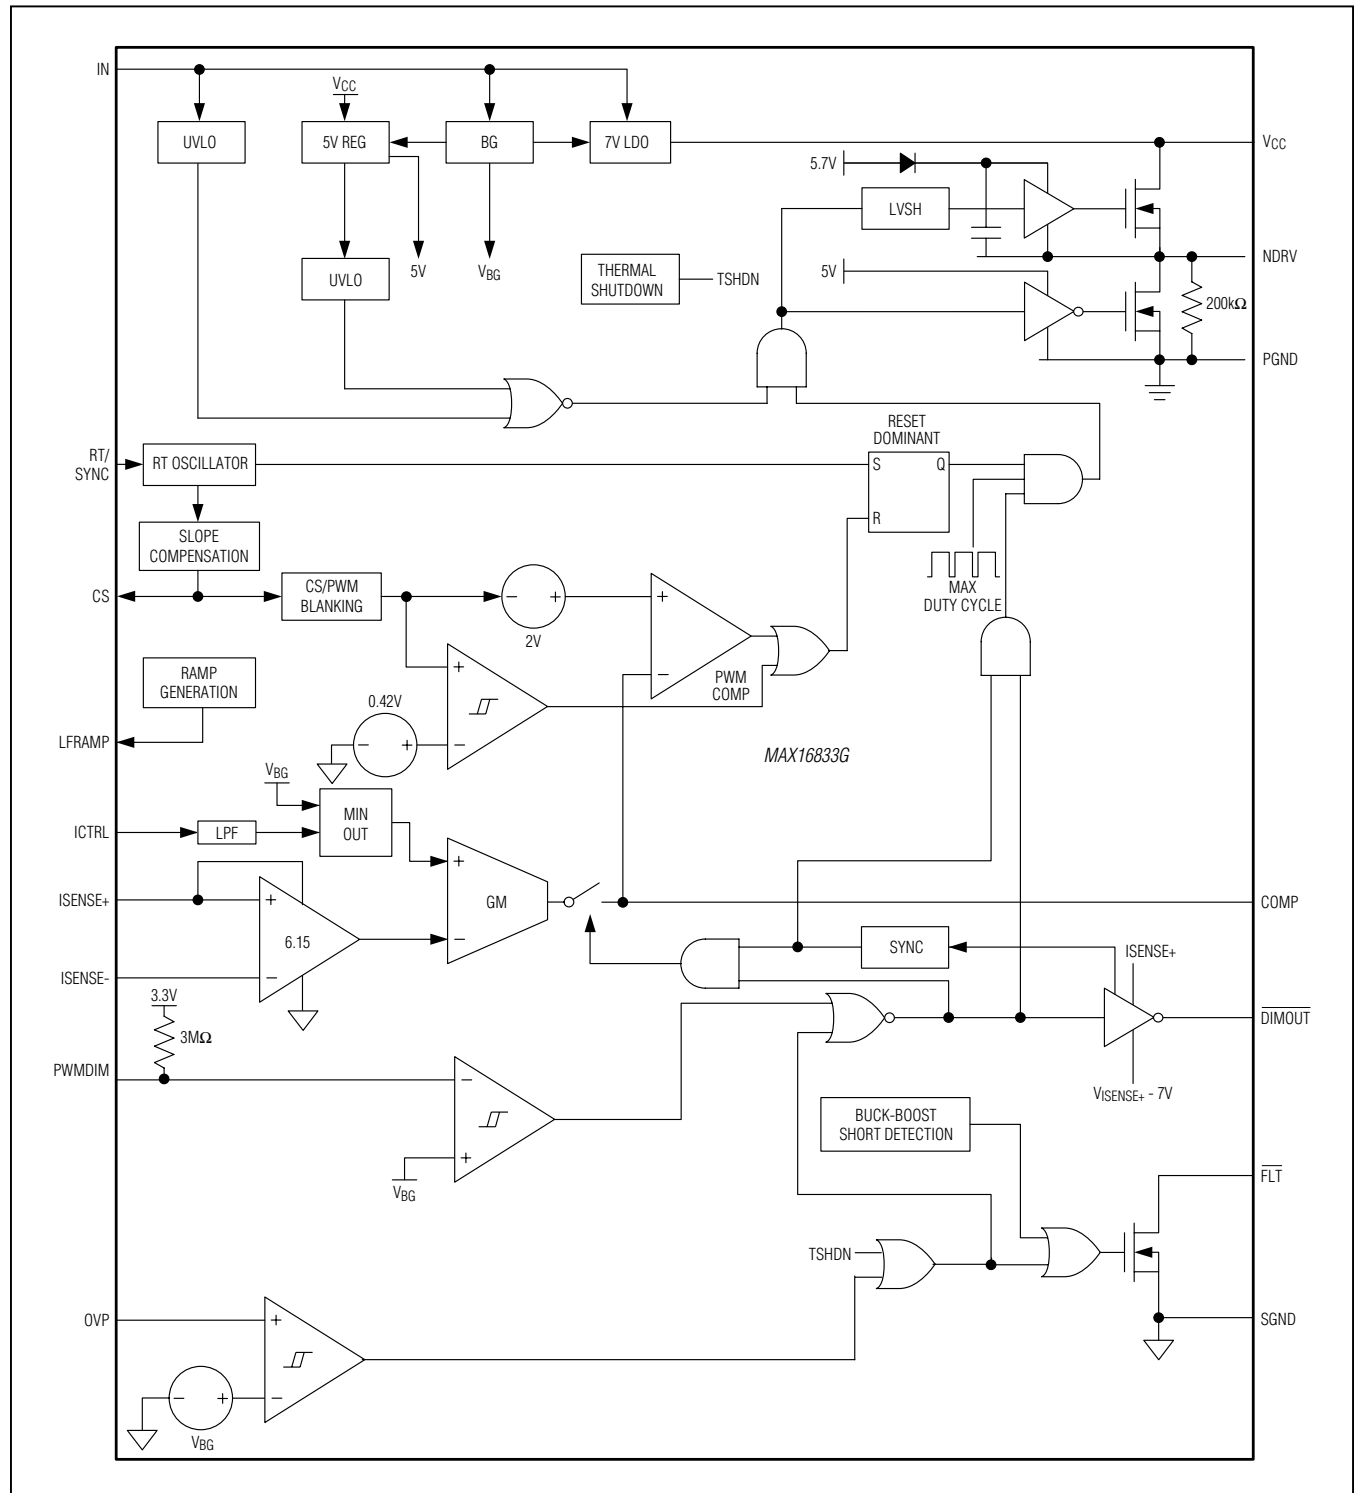 IN
VCC
UVLO
5V REG
BG
7V LDO
VCC
5.7V
LVSH
UVLO
5V
VBG
THERMAL
SHUTDOWN
TSHDN
5V
NDRV
200kΩ
PGND
RT/
SYNC
RT OSCILLATOR
RESET
DOMINANT
S
Q
R
SLOPE
COMPENSATION
CS
CS/PWM
BLANKING
-
+
2V
+
-
PWM
COMP
MAX
DUTY CYCLE
RAMP
GENERATION
LFRAMP
0.42V
-
+
+
-
MAX16833G
VBG
MIN
OUT
ICTRL
LPF
+
-
GM
ISENSE+
+
6.15
-
ISENSE-
COMP
SYNC
ISENSE+
DIMOUT
VISENSE+ - 7V
3.3V
3MΩ
PWMDIM
-
+
VBG
BUCK-BOOST
SHORT DETECTION
FLT
TSHDN
SGND
OVP
+
-
-
+
VBG